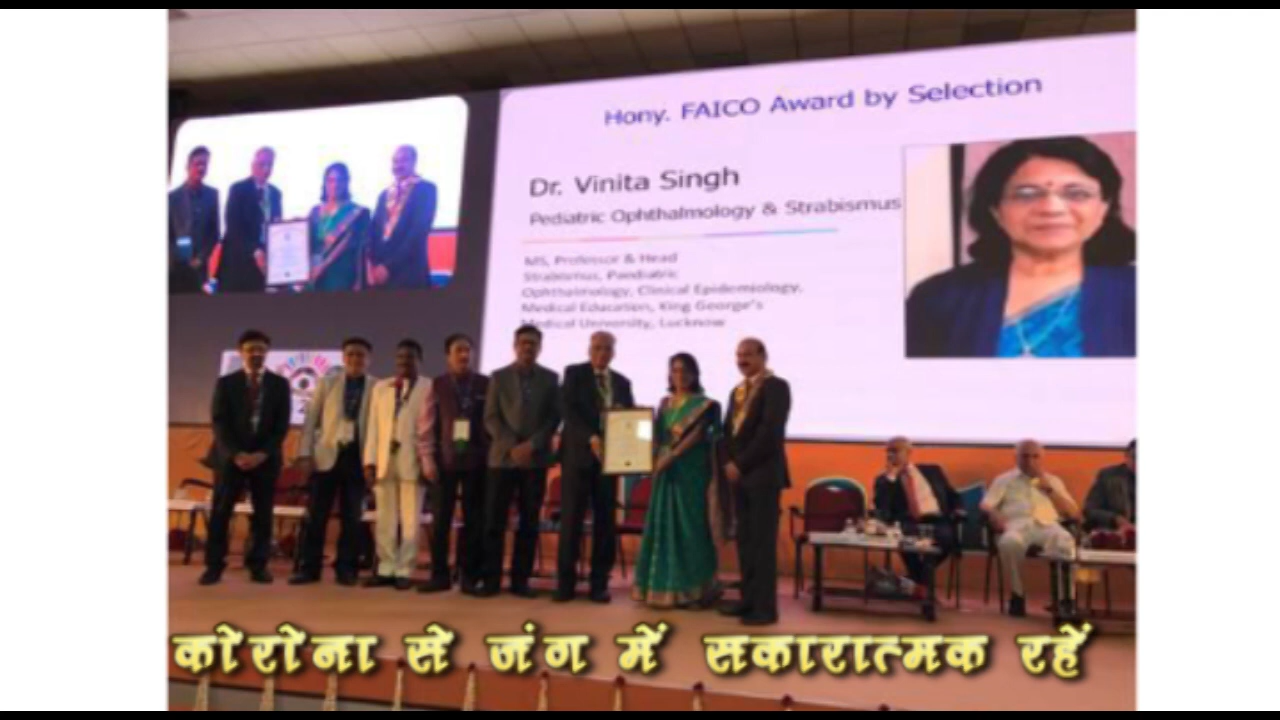 Hony. FAICO Award by Selection
Dr. Vinita Singh
Pediatric Ophthalmology & Strabismus
MS, Professor & Head
Strabismus, Paediatric
Ophthalmology, Clinical Epidemiology,
Medical Education, King George's
Medical University, Lucknow
कोरोना से जंग में सकारात्मक रहें